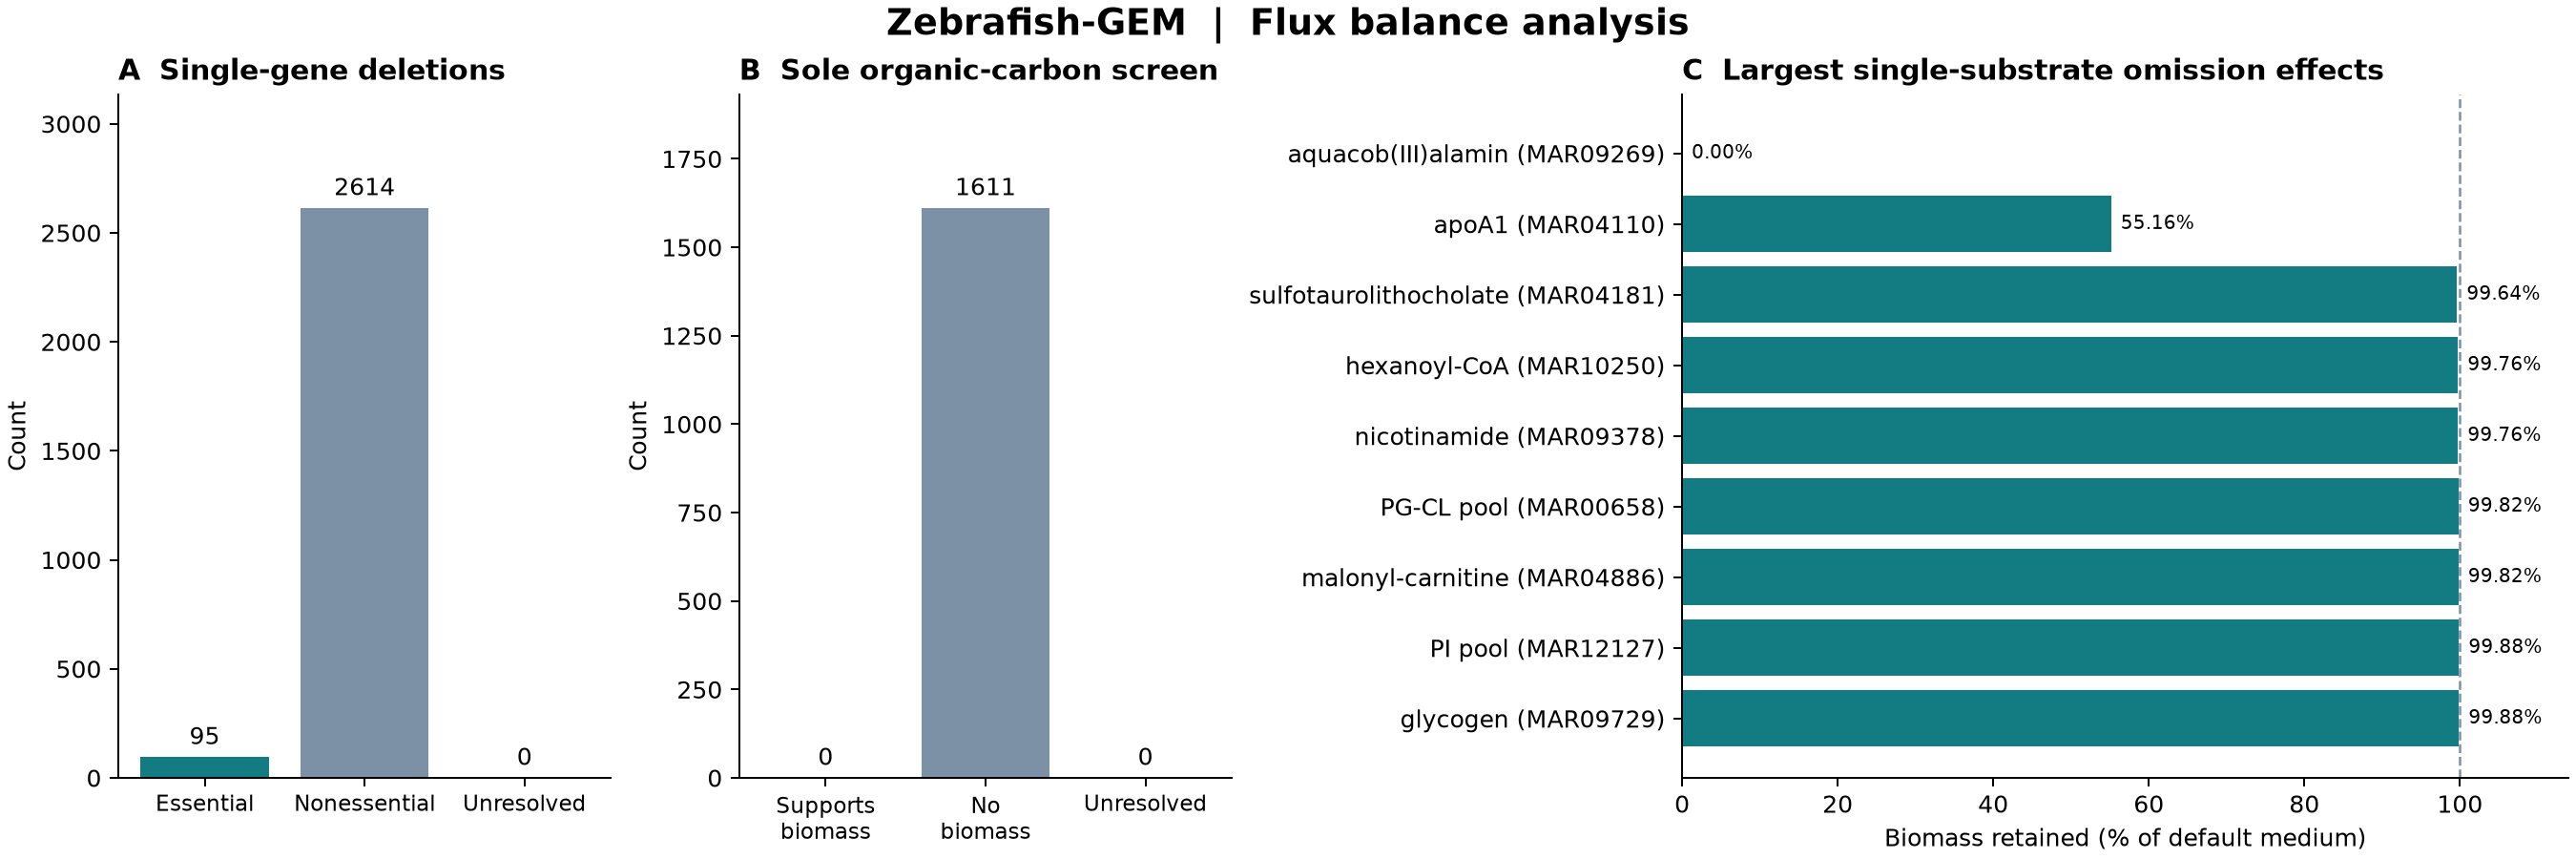 Zebrafish-GEM | Flux balance analysis
A Single-gene deletions
Count
3000
2500
2000
1500
1000
500
0
95
2614
0
Essential
Nonessential
Unresolved
B Sole organic-carbon screen
Count
1750
1500
1250
1000
750
500
250
0
0
1611
0
Supports
biomass
No
biomass
Unresolved
C Largest single-substrate omission effects
aquacob(III)alamin (MAR09269)
0.00%
apoA1 (MAR04110)
55.16%
sulfotaurolithocholate (MAR04181)
99.64%
hexanoyl-CoA (MAR10250)
99.76%
nicotinamide (MAR09378)
99.76%
PG-CL pool (MAR00658)
99.82%
malonyl-carnitine (MAR04886)
99.82%
PI pool (MAR12127)
99.88%
glycogen (MAR09729)
99.88%
0
20
40
60
80
100
Biomass retained (% of default medium)